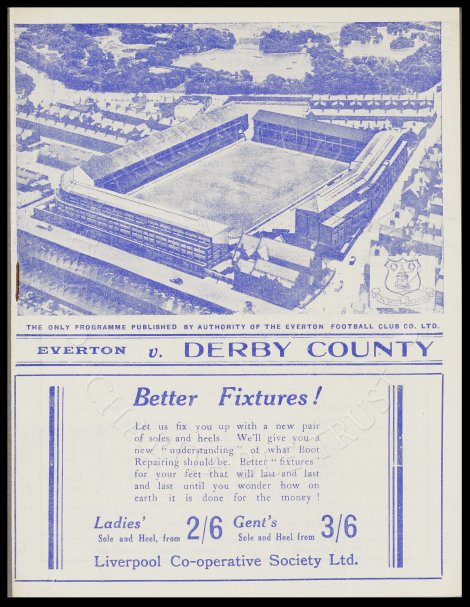 THE ONLY PROGRAMME PUBLISHED BY AUTHORITY OF THE EVERTON FOOTBALL CLUB CO. LTD.
EVERTON v. DERBY COUNTY
Better Fixtures!
Let us fix you up with a new pair
of soles and heels We'll give you a
new "understanding" of what Boot
Repairing should be. Better "fixtures"
for your feet that will last and last
and last until you wonder how on
earth it is done for the money!
Ladies' 2/6 Gent's 3/6
Sole and Heel, from Sole and Heel from
Liverpool Co-operative Society Ltd.